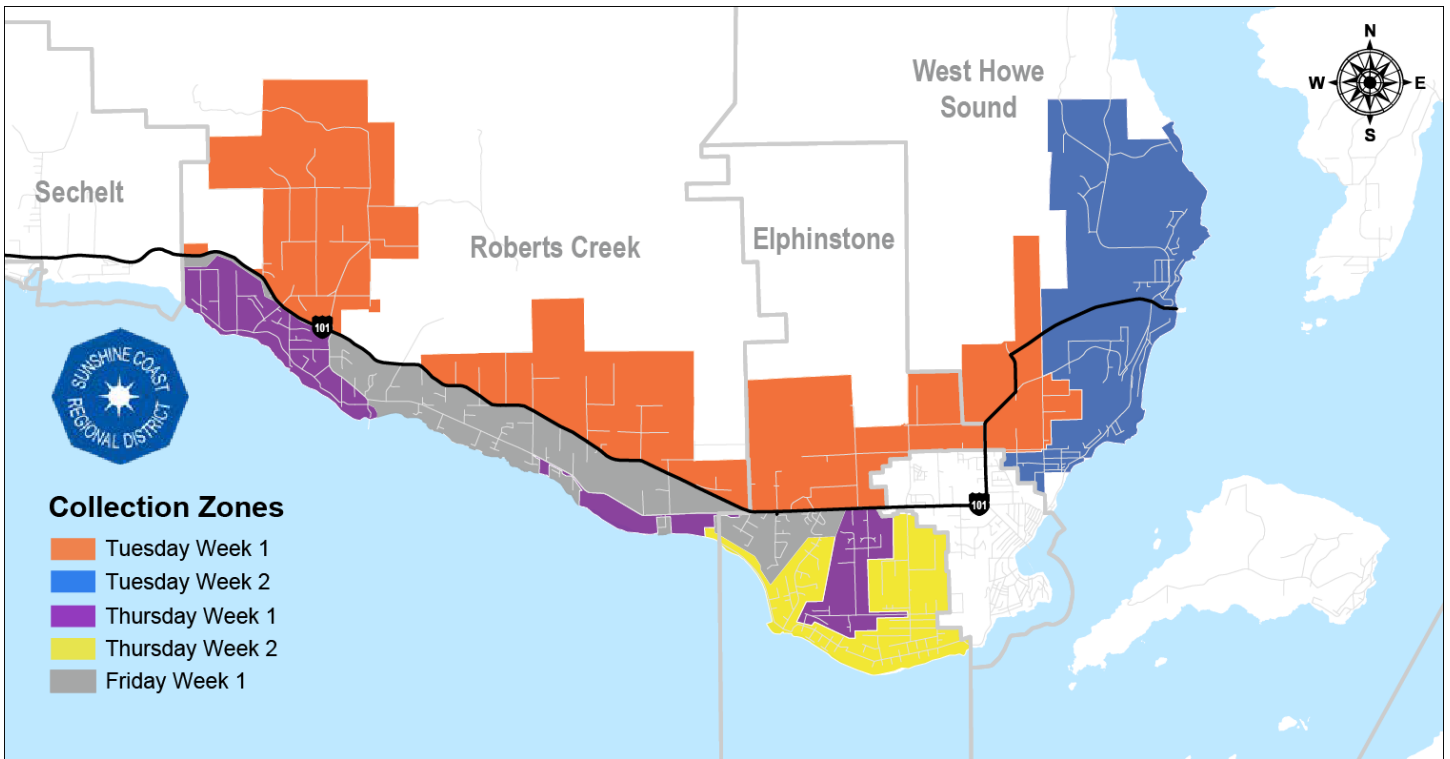 West Howe
Sound
N
W
E
S
Sechelt
Roberts Creek
Elphinstone
101
SUNSHINE COAST
REGIONAL DISTRICT
101
Collection Zones
Tuesday Week 1
Tuesday Week 2
Thursday Week 1
Thursday Week 2
Friday Week 1